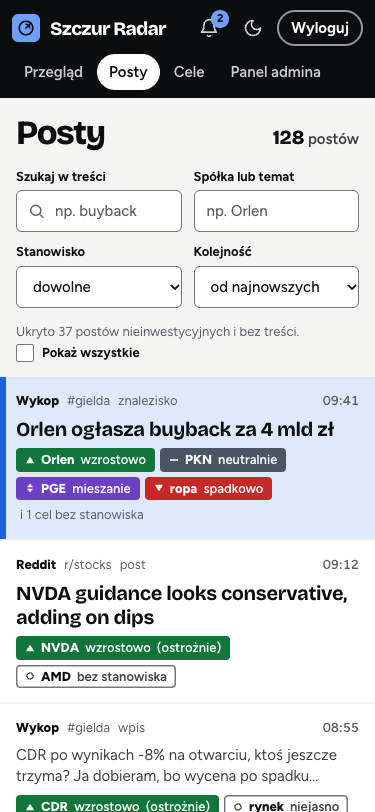 Szczur Radar 2 Wyloguj
Przegląd Posty Cele Panel admina
Posty 128 postów
Szukaj w treści Spółka lub temat
np. buyback np. Orlen
Stanowisko Kolejność
dowolne od najnowszych
Ukryto 37 postów nieinwestycyjnych i bez treści.
Pokaż wszystkie
Wykop #gielda znalezisko 09:41
Orlen ogłasza buyback za 4 mld zł
Orlen wzrostowo PKN neutralnie
PGE mieszanie ropa spadkowo
i 1 cel bez stanowiska
Reddit r/stocks post 09:12
NVDA guidance looks conservative,
adding on dips
NVDA wzrostowo (ostrożnie)
AMD bez stanowiska
Wykop #gielda wpis 08:55
CDR po wynikach -8% na otwarciu, ktoś jeszcze
trzyma? Ja dobieram, bo wycena po spadku...
CDR wzrostowo (ostrożnie) rynek niejasno